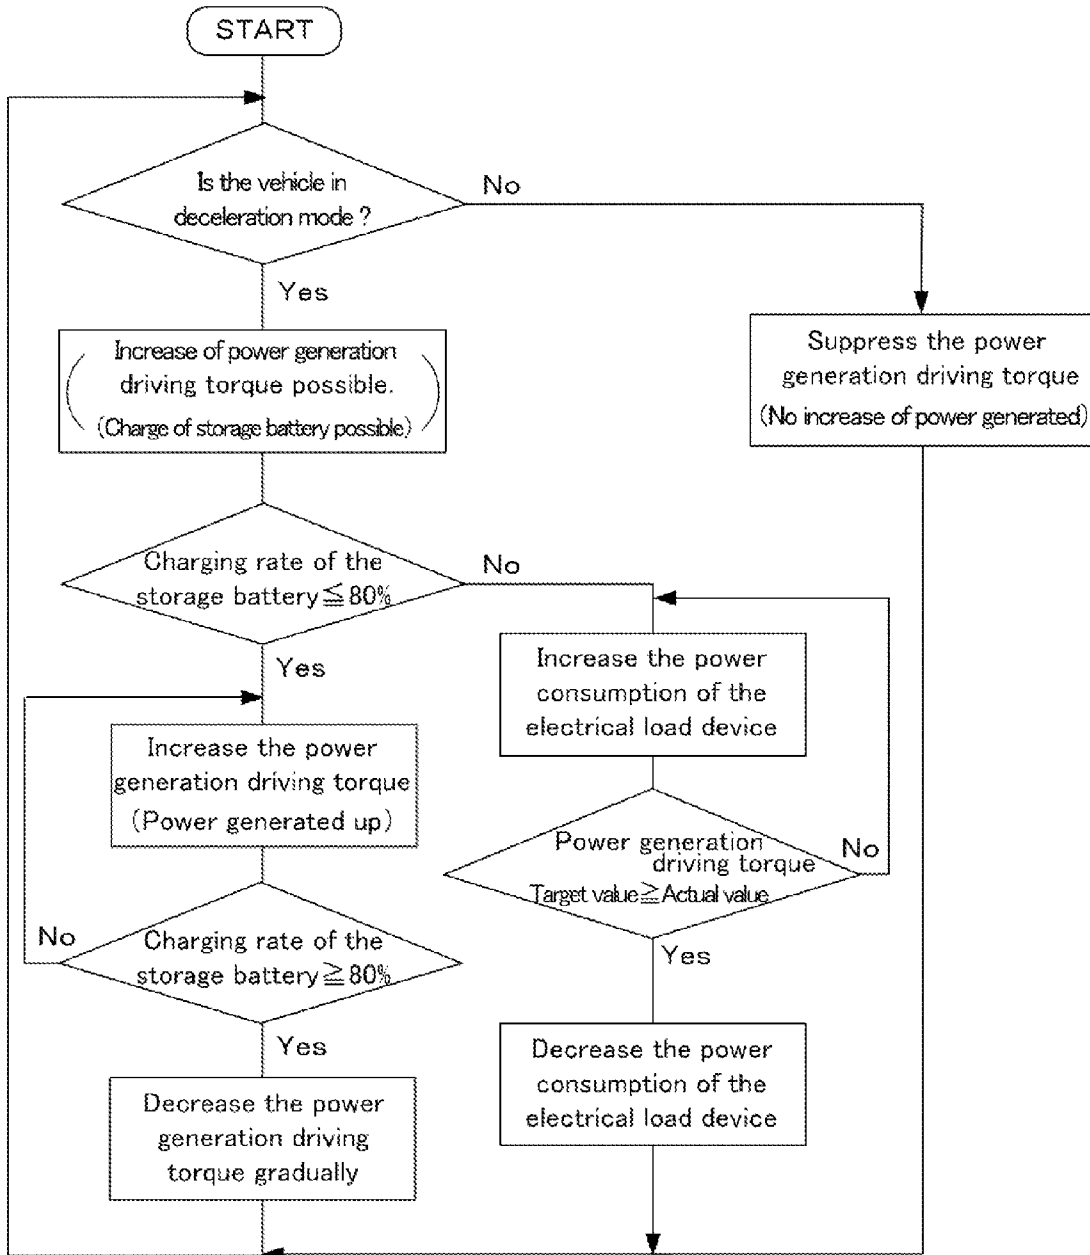 START
Is the vehicle in
deceleration mode ?
No
Yes
Increase of power generation
driving torque possible.
(Charge of storage battery possible)
Suppress the power
generation driving torque
(No increase of power generated)
Charging rate of the
storage battery≦80%
No
Yes
Increase the power
consumption of the
electrical load device
Increase the power
generation driving torque
(Power generated up)
Power generation
driving torque
Target value≧Actual value
No
Yes
Charging rate of the
storage battery≧80%
No
Yes
Decrease the power
consumption of the
electrical load device
Decrease the power
generation driving
torque gradually